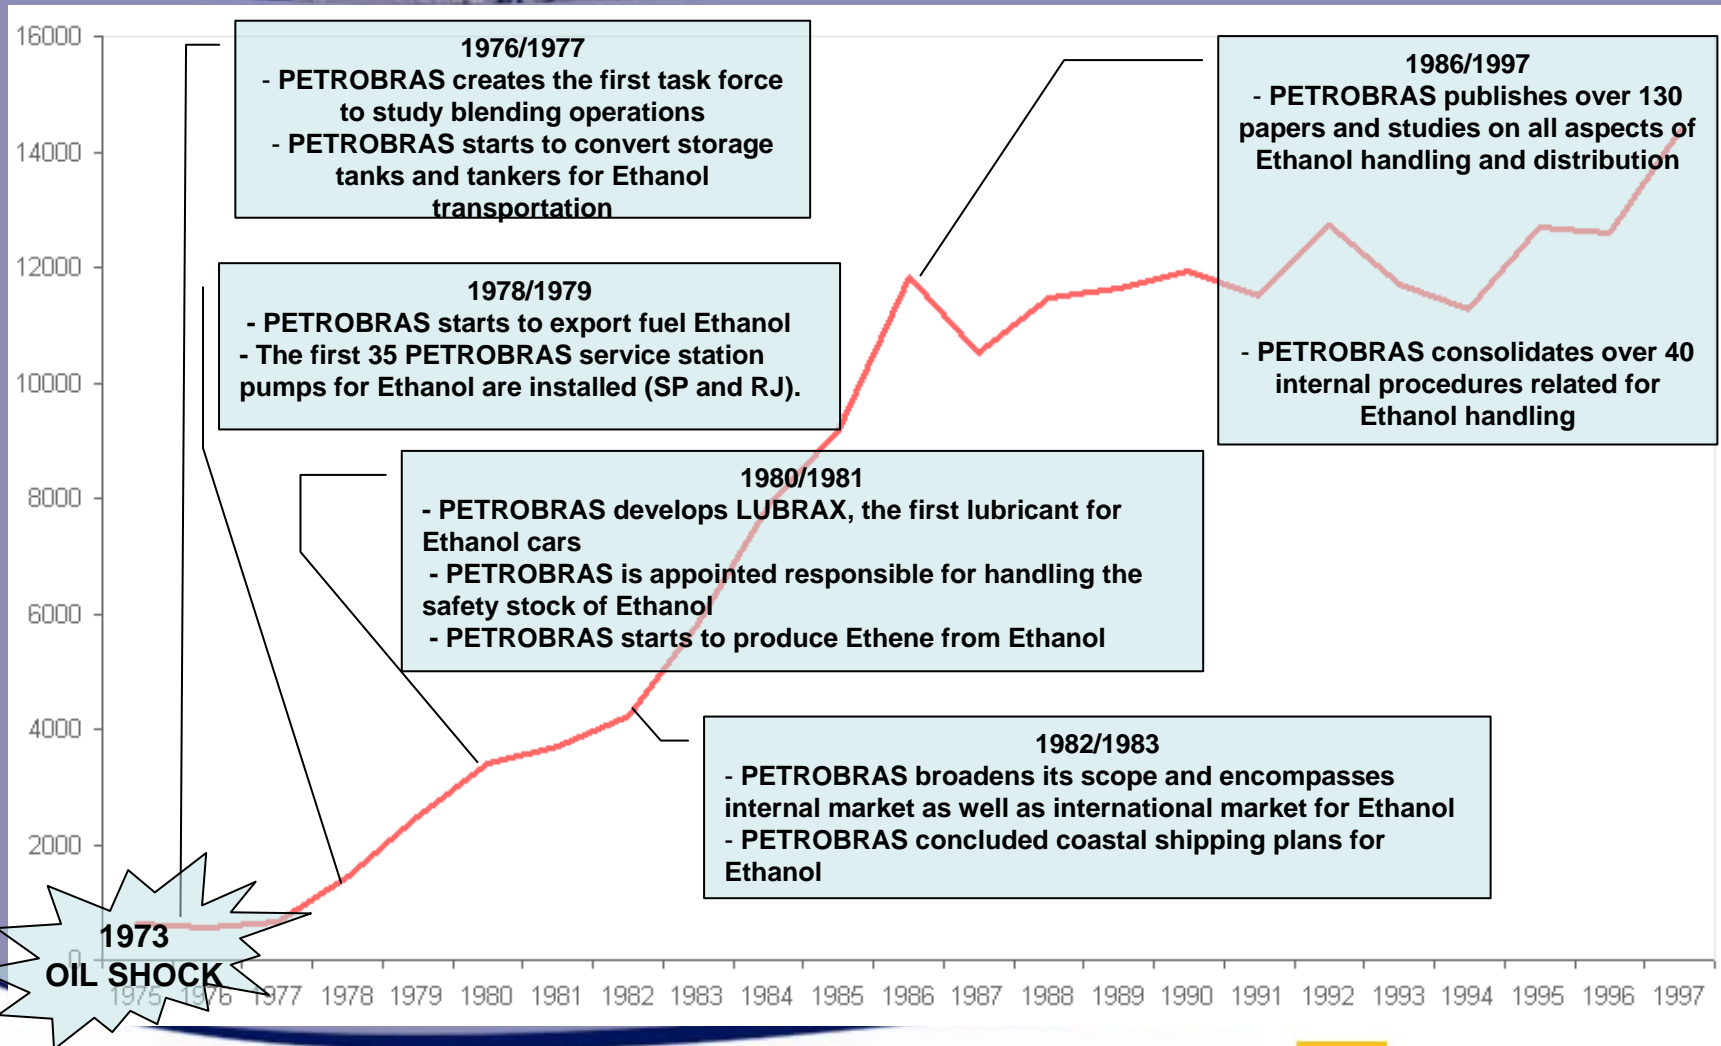 16000
14000
12000
10000
8000
6000
4000
2000
0
1976/1977
- PETROBRAS creates the first task force
to study blending operations
- PETROBRAS starts to convert storage
tanks and tankers for Ethanol
transportation
1986/1997
- PETROBRAS publishes over 130
papers and studies on all aspects of
Ethanol handling and distribution
- PETROBRAS consolidates over 40
internal procedures related for
Ethanol handling
1978/1979
- PETROBRAS starts to export fuel Ethanol
- The first 35 PETROBRAS service station
pumps for Ethanol are installed (SP and RJ).
1980/1981
- PETROBRAS develops LUBRAX, the first lubricant for
Ethanol cars
- PETROBRAS is appointed responsible for handling the
safety stock of Ethanol
- PETROBRAS starts to produce Ethene from Ethanol
1982/1983
- PETROBRAS broadens its scope and encompasses
internal market as well as international market for Ethanol
- PETROBRAS concluded coastal shipping plans for
Ethanol
1973
OIL SHOCK
1975 1976 1977 1978 1979 1980 1981 1982 1983 1984 1985 1986 1987 1988 1989 1990 1991 1992 1993 1994 1995 1996 1997